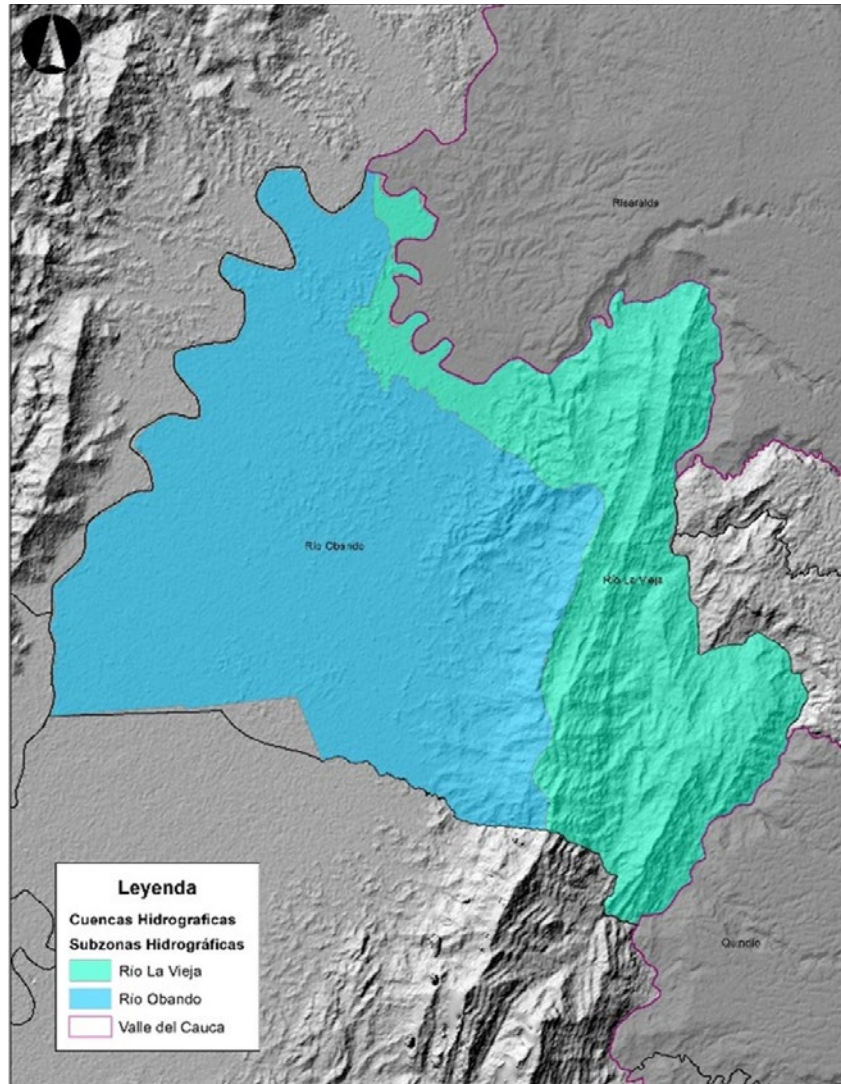 Risaralda
Río Obando
Río La Vieja
Quindío
Leyenda
Cuencas Hidrograficas
Subzonas Hidrográficas
Río La Vieja
Río Obando
Valle del Cauca